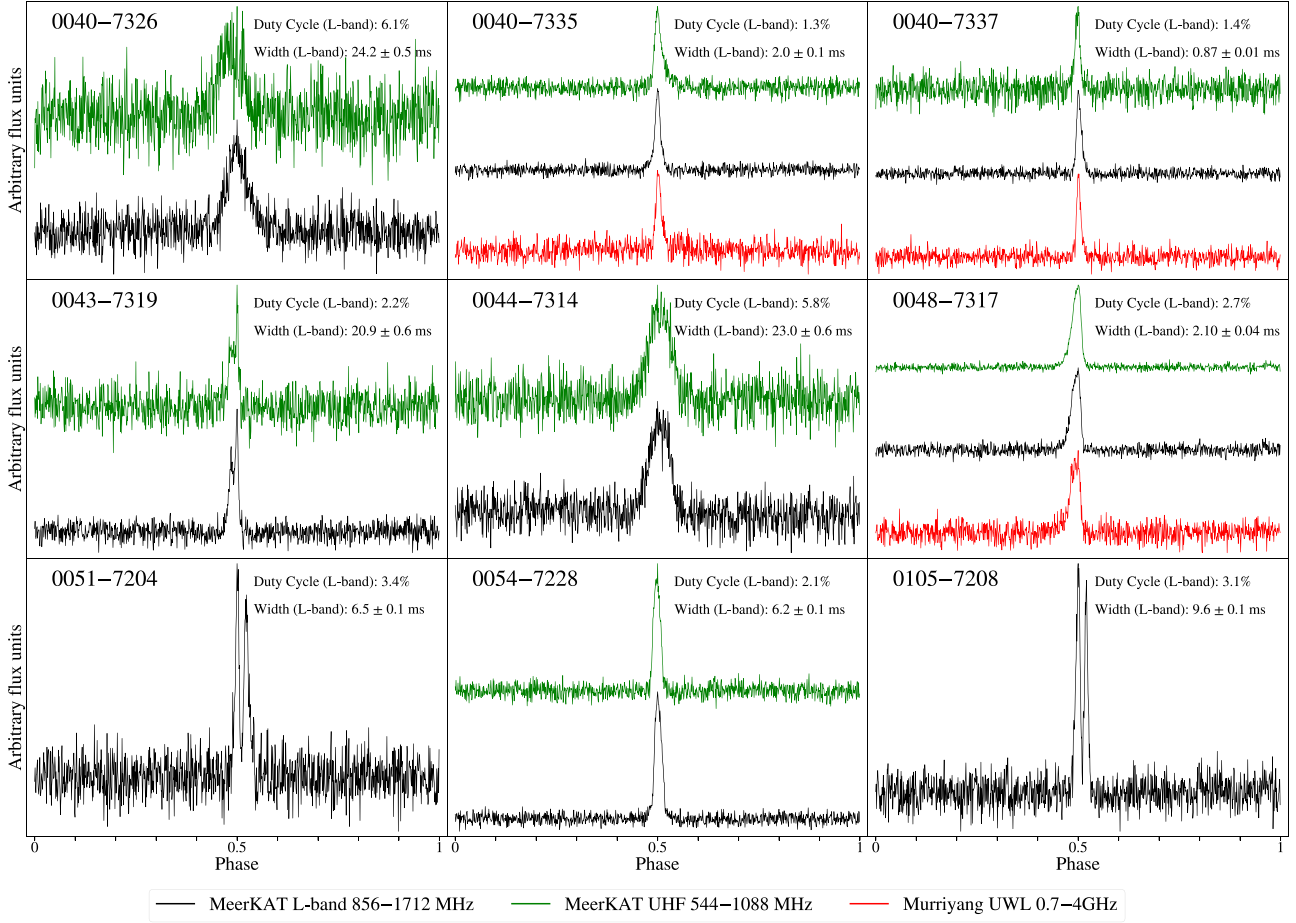 0040−7326
Duty Cycle (L-band): 6.1%
Width (L-band): 24.2 ± 0.5 ms
0040−7335
Duty Cycle (L-band): 1.3%
Width (L-band): 2.0 ± 0.1 ms
0040−7337
Duty Cycle (L-band): 1.4%
Width (L-band): 0.87 ± 0.01 ms
Arbitrary flux units
0043−7319
Duty Cycle (L-band): 2.2%
Width (L-band): 20.9 ± 0.6 ms
0044−7314
Duty Cycle (L-band): 5.8%
Width (L-band): 23.0 ± 0.6 ms
0048−7317
Duty Cycle (L-band): 2.7%
Width (L-band): 2.10 ± 0.04 ms
Arbitrary flux units
0051−7204
Duty Cycle (L-band): 3.4%
Width (L-band): 6.5 ± 0.1 ms
0054−7228
Duty Cycle (L-band): 2.1%
Width (L-band): 6.2 ± 0.1 ms
0105−7208
Duty Cycle (L-band): 3.1%
Width (L-band): 9.6 ± 0.1 ms
Arbitrary flux units
0 0.5 1
Phase
0 0.5 1
Phase
0 0.5 1
Phase
MeerKAT L-band 856−1712 MHz
MeerKAT UHF 544−1088 MHz
Murriyang UWL 0.7−4GHz